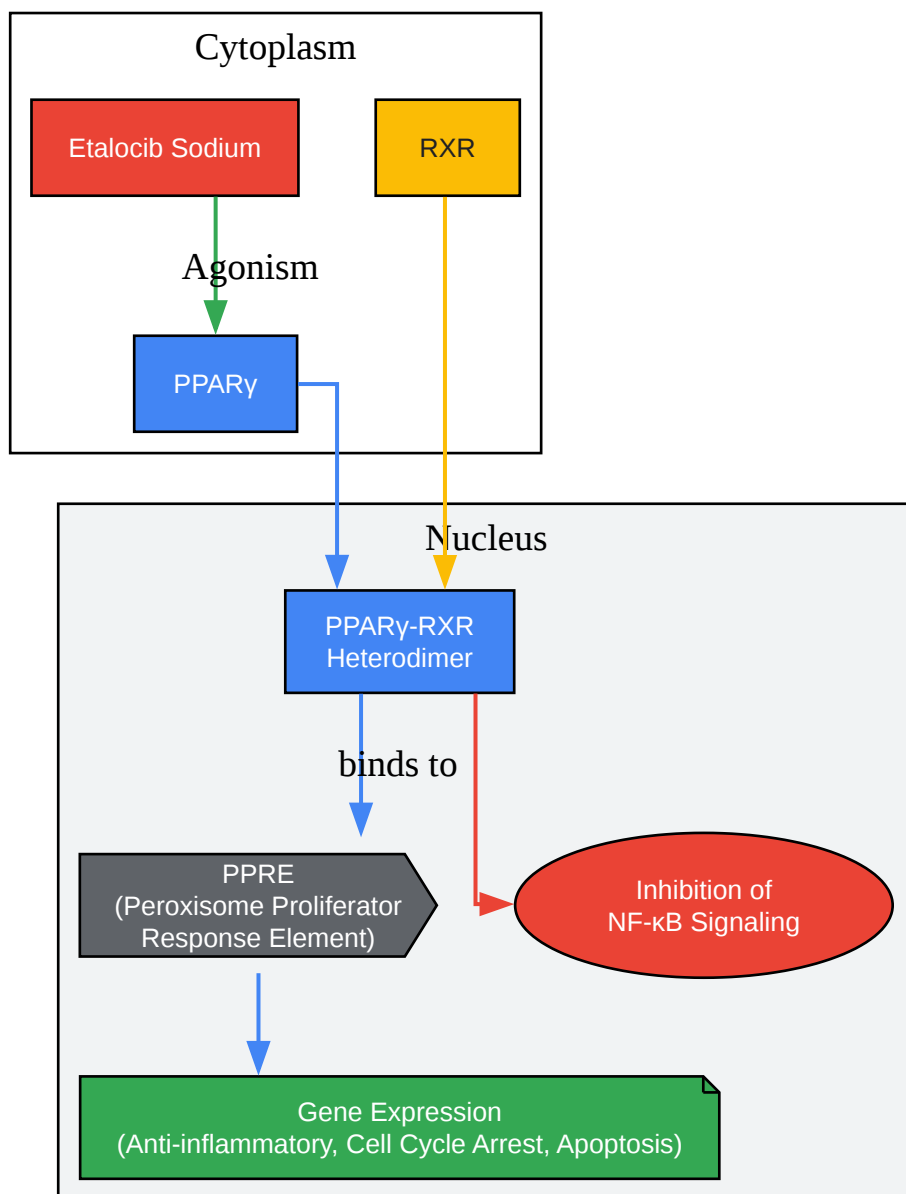 Cytoplasm
Etalocib Sodium
RXR
Agonism
PPARγ
Nucleus
PPARγ-RXR
Heterodimer
binds to
PPRE
(Peroxisome Proliferator
Response Element)
Inhibition of
NF-κB Signaling
Gene Expression
(Anti-inflammatory, Cell Cycle Arrest, Apoptosis)